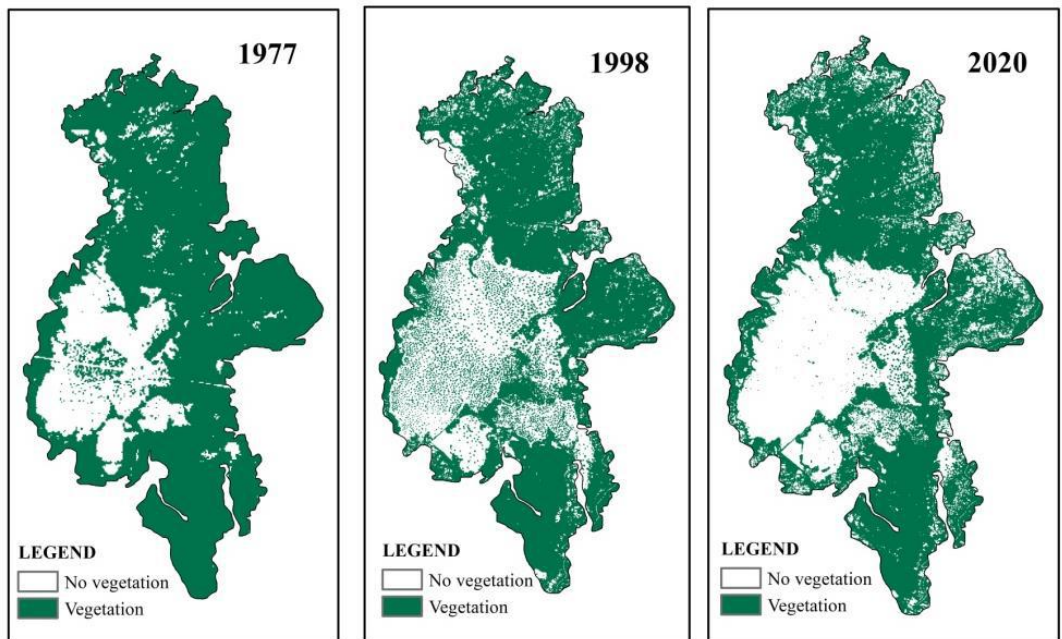 1977
LEGEND
No vegetation
Vegetation
1998
LEGEND
No vegetation
Vegetation
2020
LEGEND
No vegetation
Vegetation